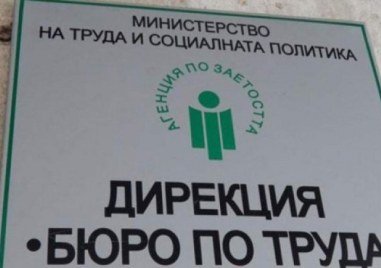 МИНИСТЕРСТВО
НА ТРУДА И СОЦИАЛНАТА ПОЛИТИКА
АГЕНЦИЯ ПО ЗАЕТОСТТА
ДИРЕКЦИЯ
•БЮРО ПО ТРУДА